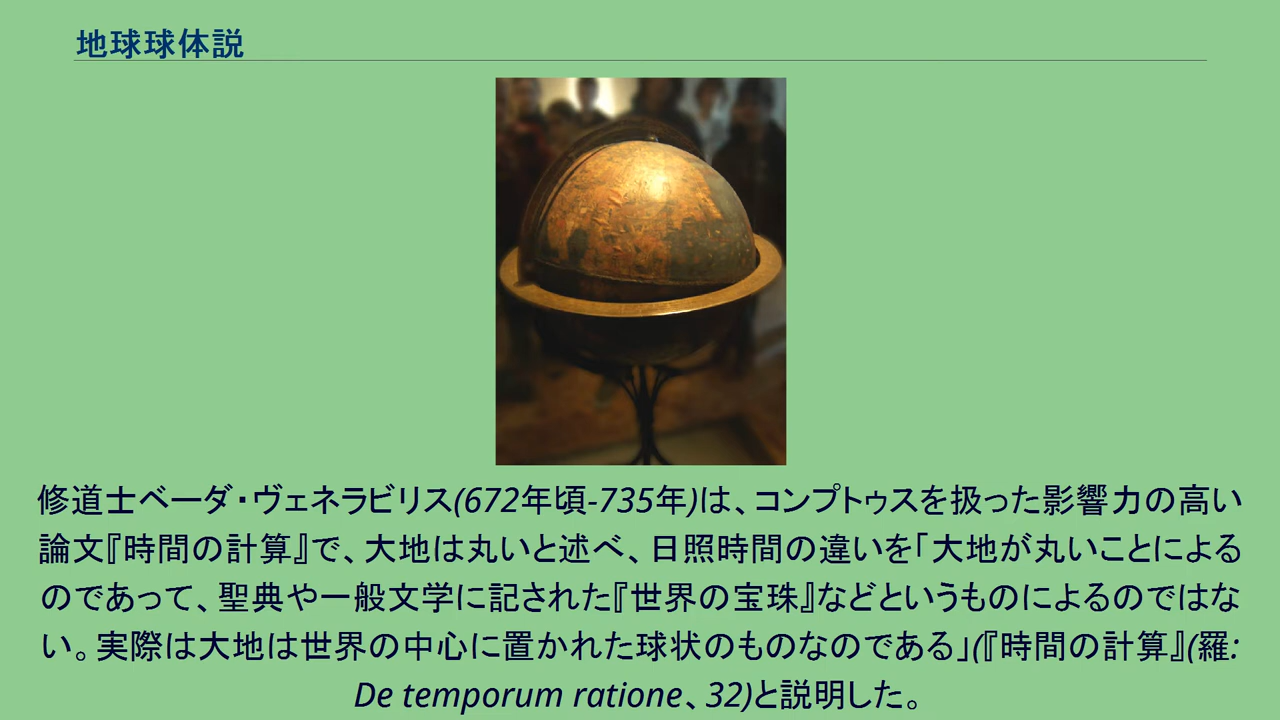 地球球体説
修道士ベーダ・ヴェネラビリス(672年頃-735年)は、コンプトゥスを扱った影響力の高い
論文『時間の計算』で、大地は丸いと述べ、日照時間の違いを「大地が丸いことによる
のであって、聖典や一般文学に記された『世界の宝珠』などというものによるのではな
い。実際は大地は世界の中心に置かれた球状のものなのである」(『時間の計算』(羅:
De temporum ratione、32)と説明した。